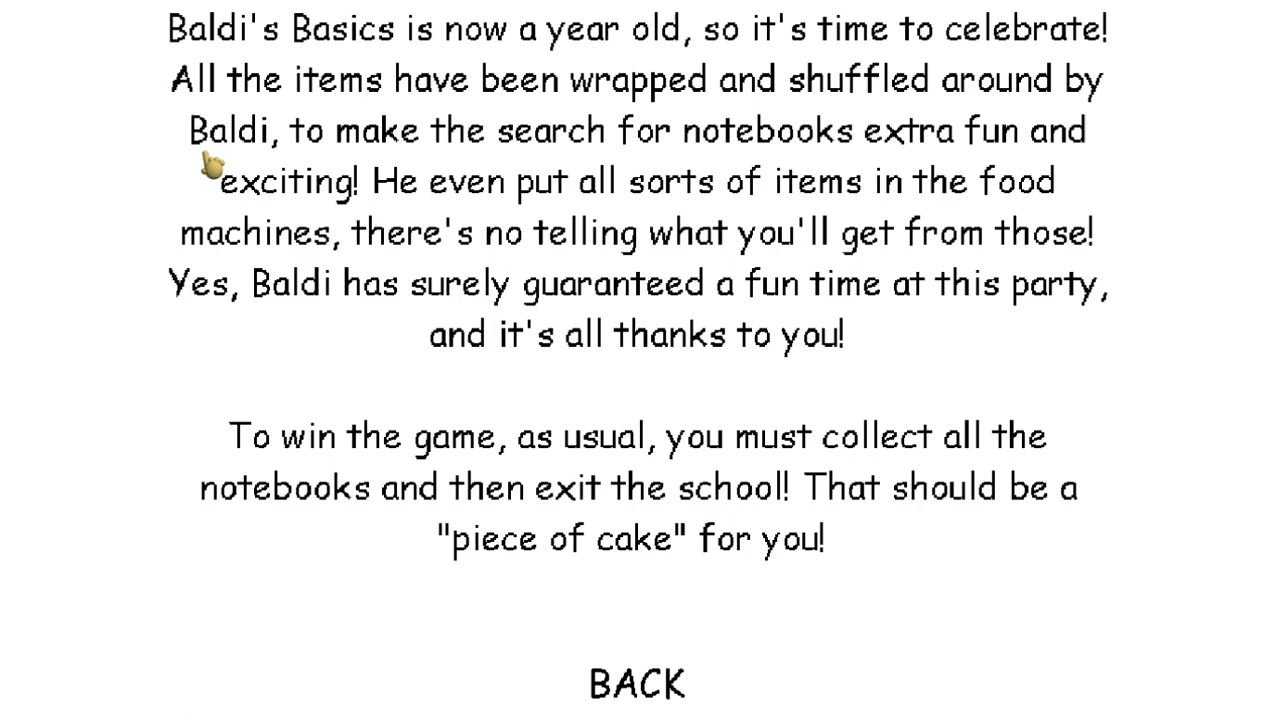 Baldi's Basics is now a year old, so it's time to celebrate!
All the items have been wrapped and shuffled around by
Baldi, to make the search for notebooks extra fun and
exciting! He even put all sorts of items in the food
machines, there's no telling what you'll get from those!
Yes, Baldi has surely guaranteed a fun time at this party,
and it's all thanks to you!
To win the game, as usual, you must collect all the
notebooks and then exit the school! That should be a
"piece of cake" for you!
BACK